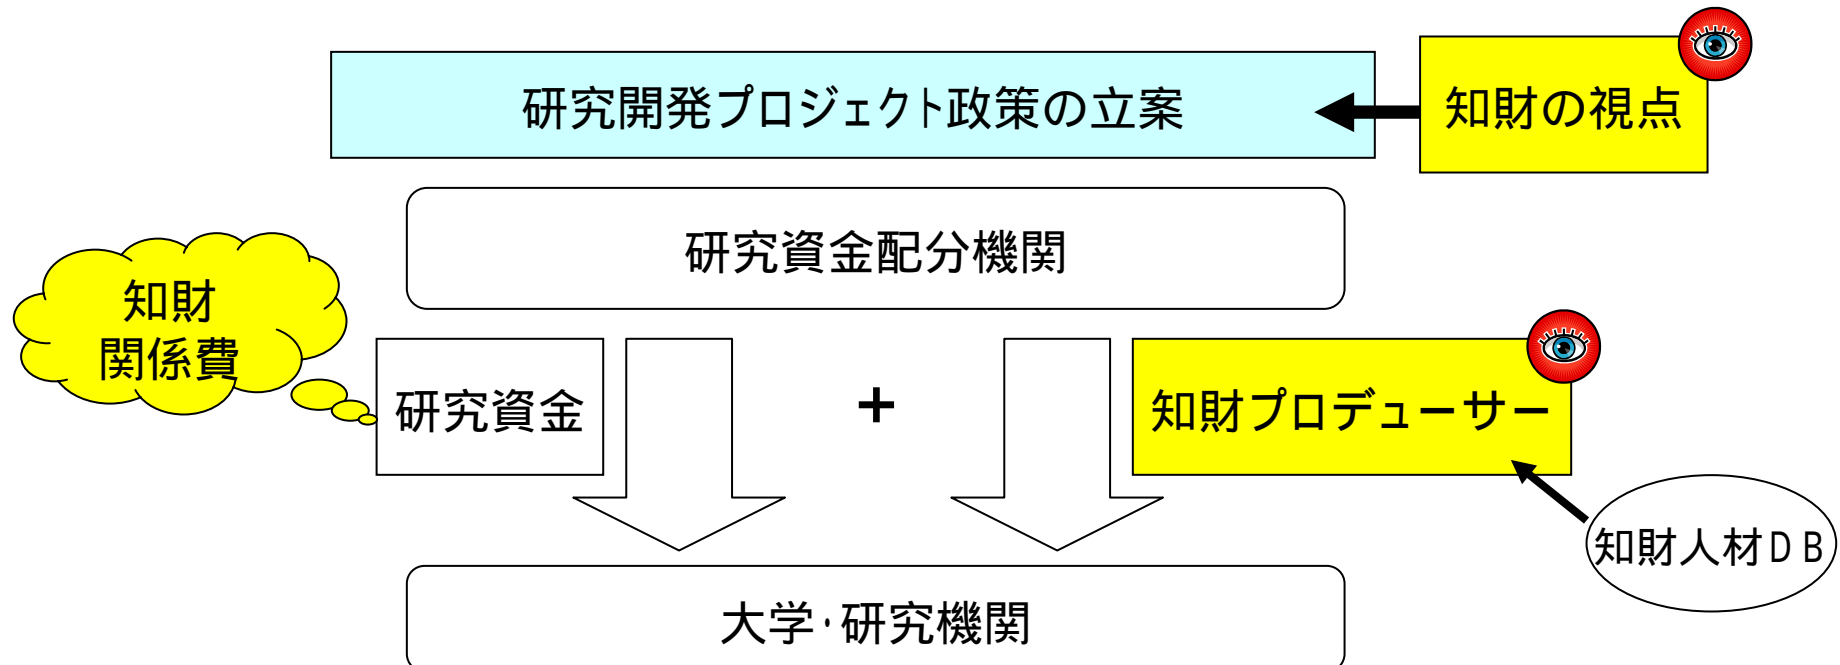 研究開発プロジェクト政策の立案
知財の視点
研究資金配分機関
知財
関係費
研究資金
+
知財プロデューサー
知財人材DB
大学・研究機関